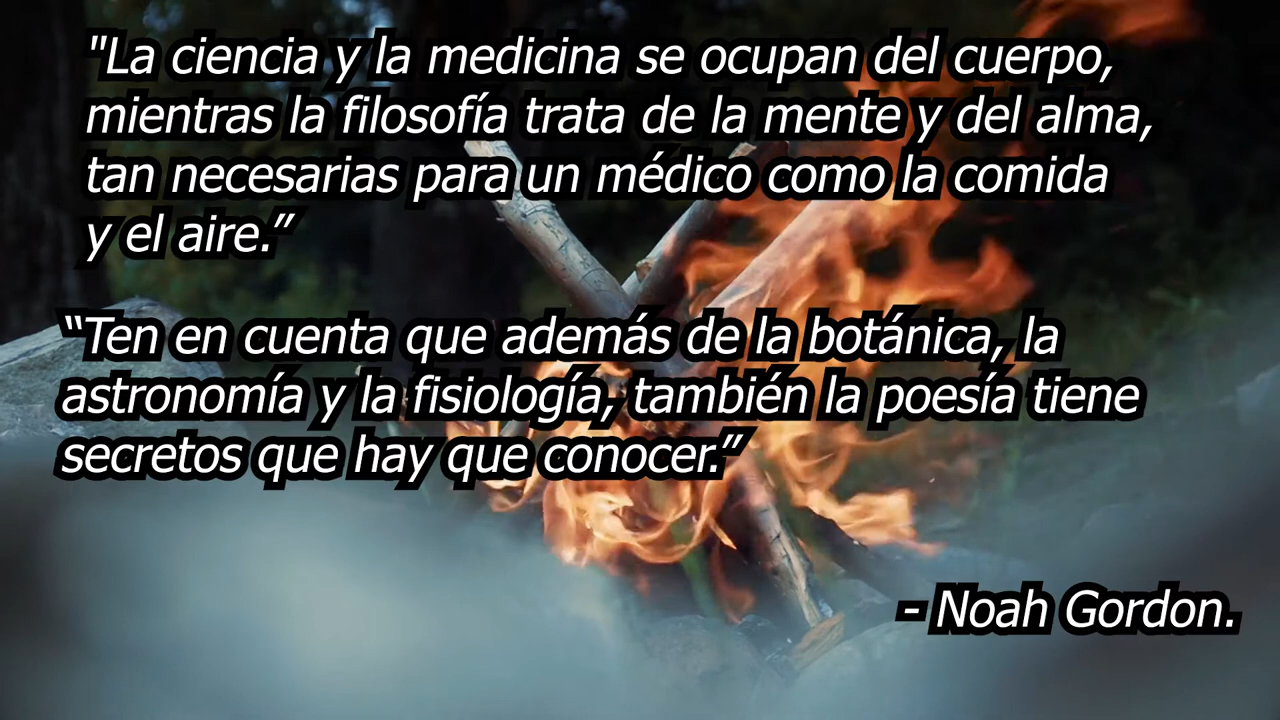 "La ciencia y la medicina se ocupan del cuerpo,
mientras la filosofía trata de la mente y del alma,
tan necesarias para un médico como la comida
y el aire.”
“Ten en cuenta que además de la botánica, la
astronomía y la fisiología, también la poesía tiene
secretos que hay que conocer.”
- Noah Gordon.